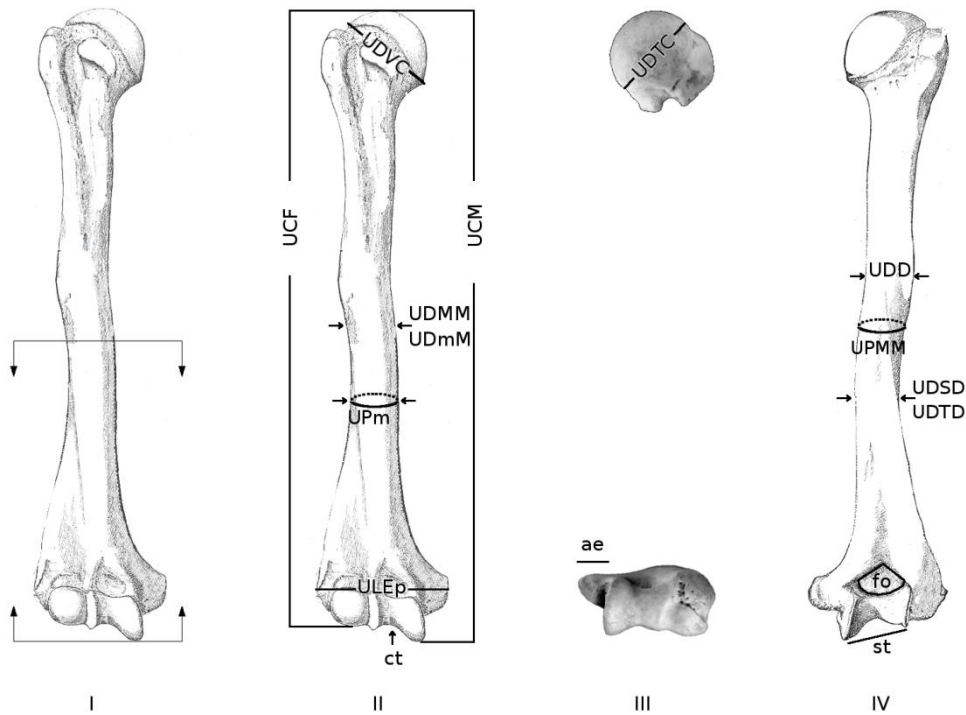 UDVC
UDTC
UCF
UCM
UDD
UDMM
UDmM
UPMM
UDSD
UDTD
UPm
ae
ULEp
fo
ct
st
I
II
III
IV